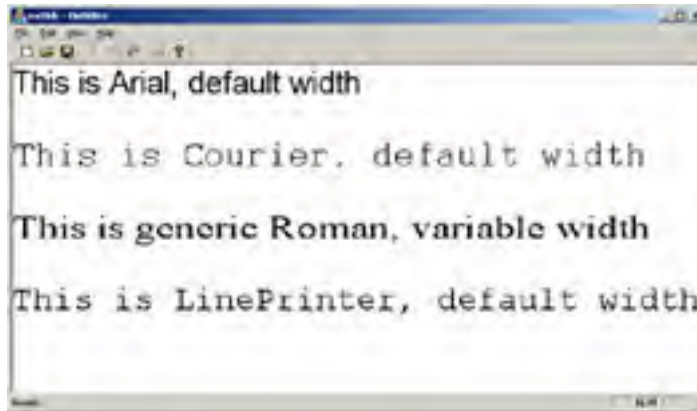 This is Arial, default width
This is Courier, default width
This is generic Roman, variable width
This is LinePrinter, default width